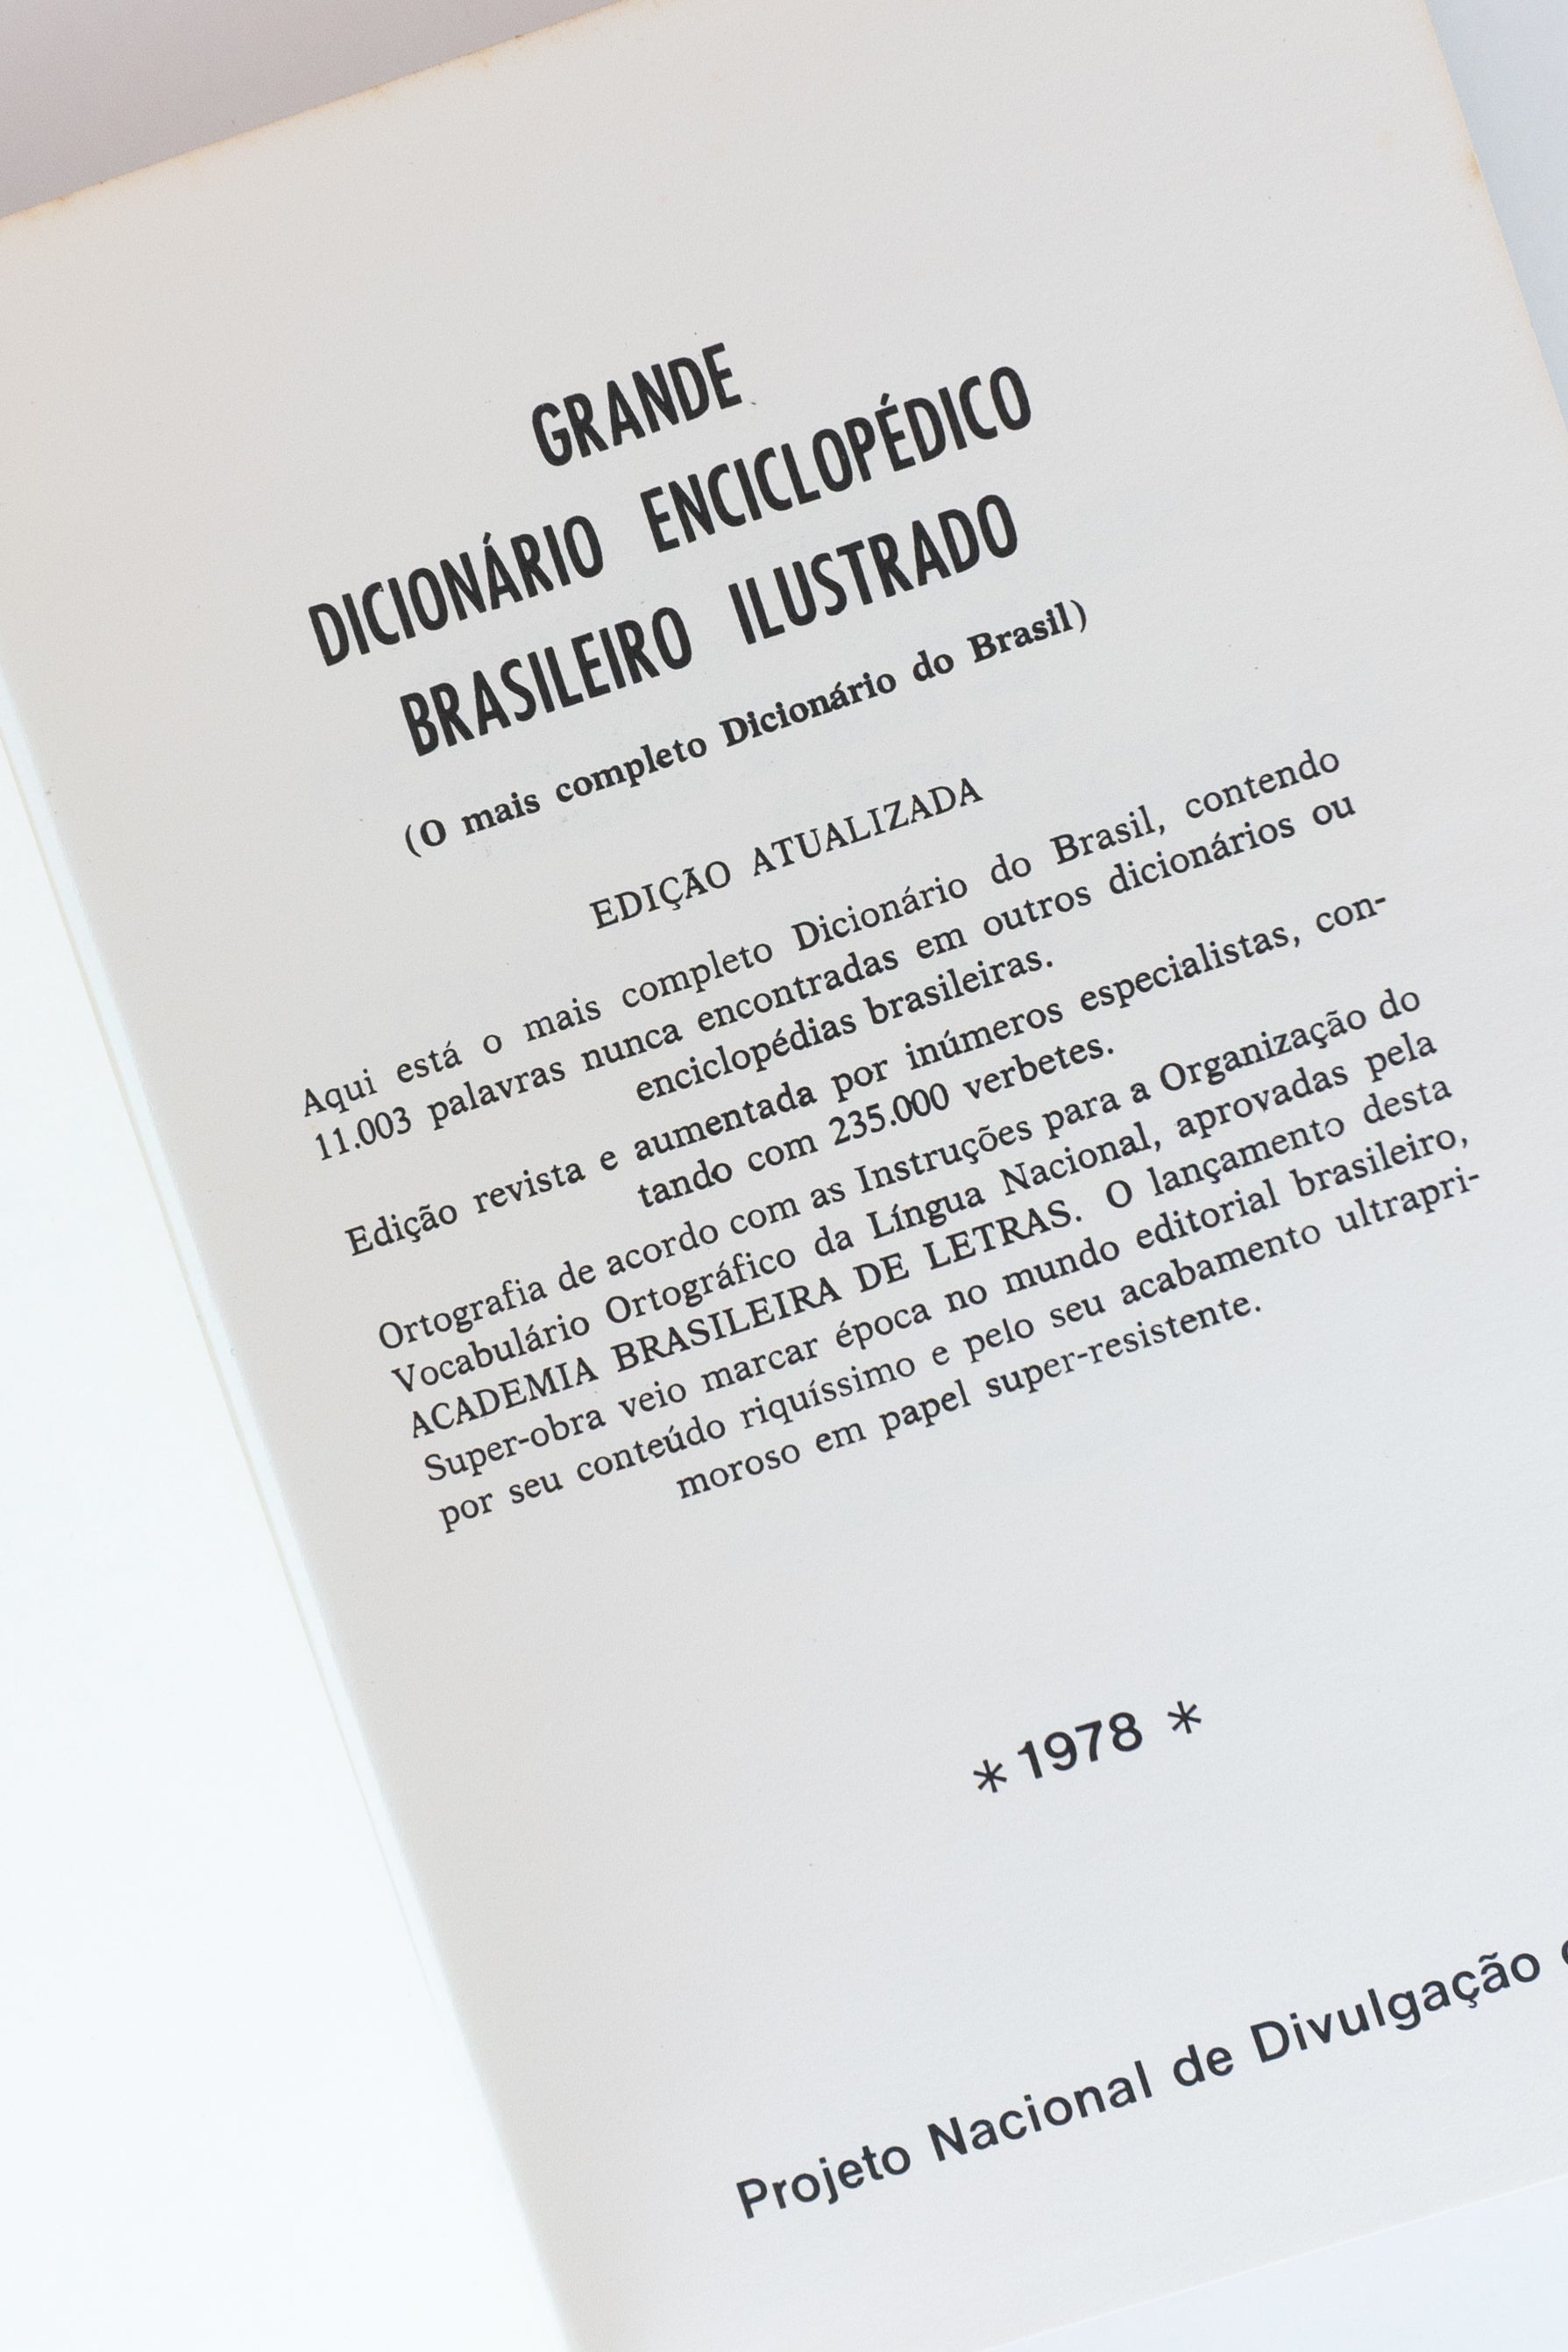 GRANDE
DICIONÁRIO ENCICLOPÉDICO
BRASILEIRO ILUSTRADO
(O mais completo Dicionário do Brasil)
EDIÇÃO ATUALIZADA
Aqui está o mais completo Dicionário do Brasil, contendo
11.003 palavras nunca encontradas em outros dicionários ou
enciclopédias brasileiras.
Edição revista e aumentada por inúmeros especialistas, con-
tando com 235.000 verbetes.
Ortografia de acordo com as Instruções para a Organização do
Vocabulário Ortográfico da Língua Nacional, aprovadas pela
ACADEMIA BRASILEIRA DE LETRAS. O lançamento desta
Super-obra veio marcar época no mundo editorial brasileiro,
por seu conteúdo riquíssimo e pelo seu acabamento ultrapri-
moroso em papel super-resistente.
* 1978 *
Projeto Nacional de Divulgação